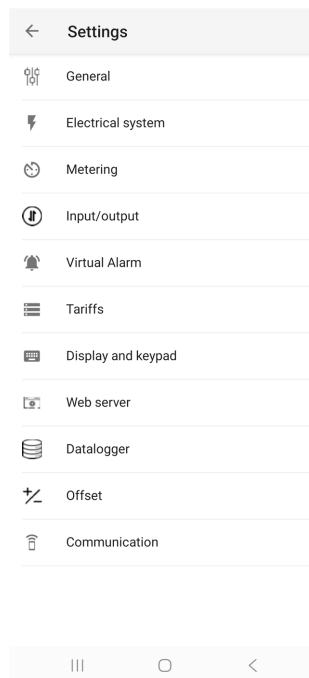 Settings
General
Electrical system
Metering
Input/output
Virtual Alarm
Tariffs
Display and keypad
Web server
Datalogger
Offset
Communication